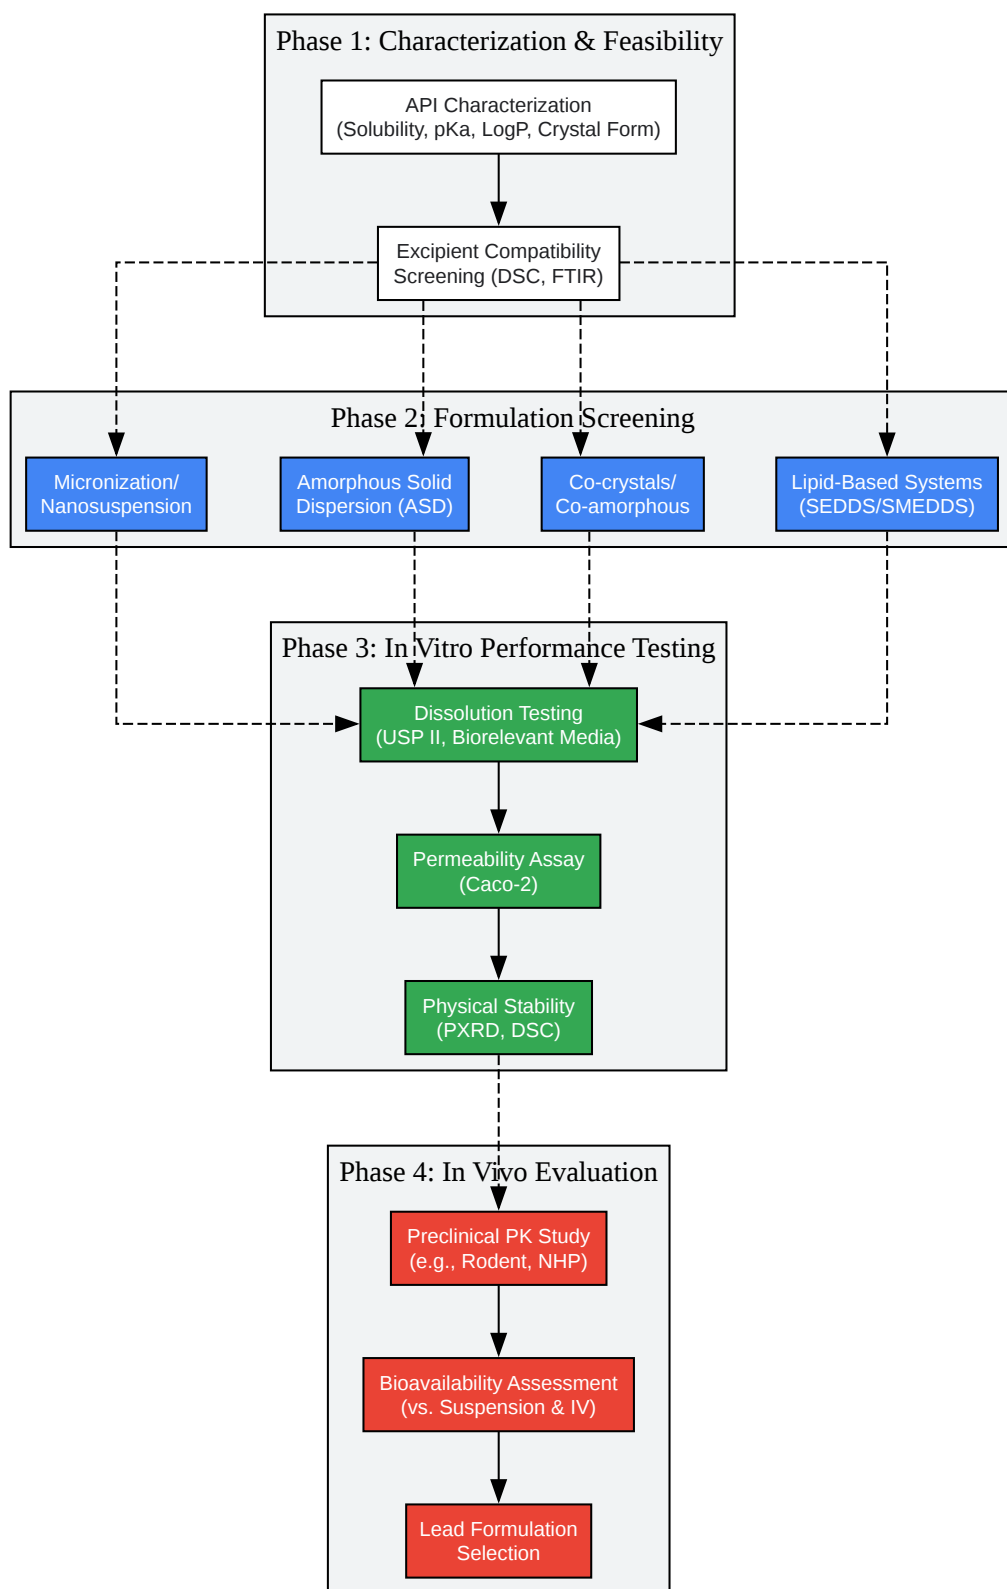 Phase 1: Characterization & Feasibility
API Characterization
(Solubility, pKa, LogP, Crystal Form)
Excipient Compatibility
Screening (DSC, FTIR)
Phase 2: Formulation Screening
Micronization/
Nanosuspension
Amorphous Solid
Dispersion (ASD)
Co-crystals/
Co-amorphous
Lipid-Based Systems
(SEDDS/SMEDDS)
Phase 3: In Vitro Performance Testing
Dissolution Testing
(USP II, Biorelevant Media)
Permeability Assay
(Caco-2)
Physical Stability
(PXRD, DSC)
Phase 4: In Vivo Evaluation
Preclinical PK Study
(e.g., Rodent, NHP)
Bioavailability Assessment
(vs. Suspension & IV)
Lead Formulation
Selection